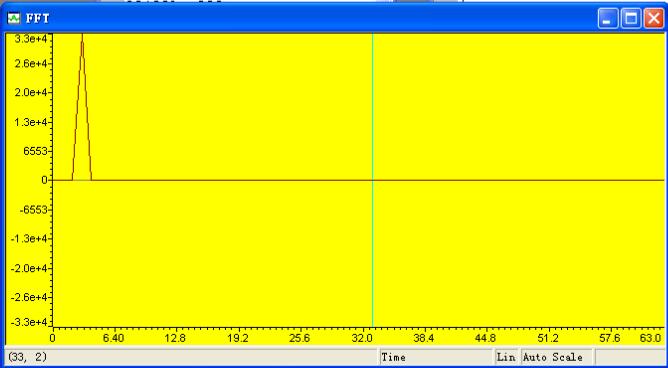 FFT
3.3e+4
2.6e+4
2.0e+4
1.3e+4
6553
0
-6553
-1.3e+4
-2.0e+4
-2.6e+4
-3.3e+4
0 6.40 12.8 19.2 25.6 32.0 38.4 44.8 51.2 57.6 63.0
(33, 2) Time Lin Auto Scale